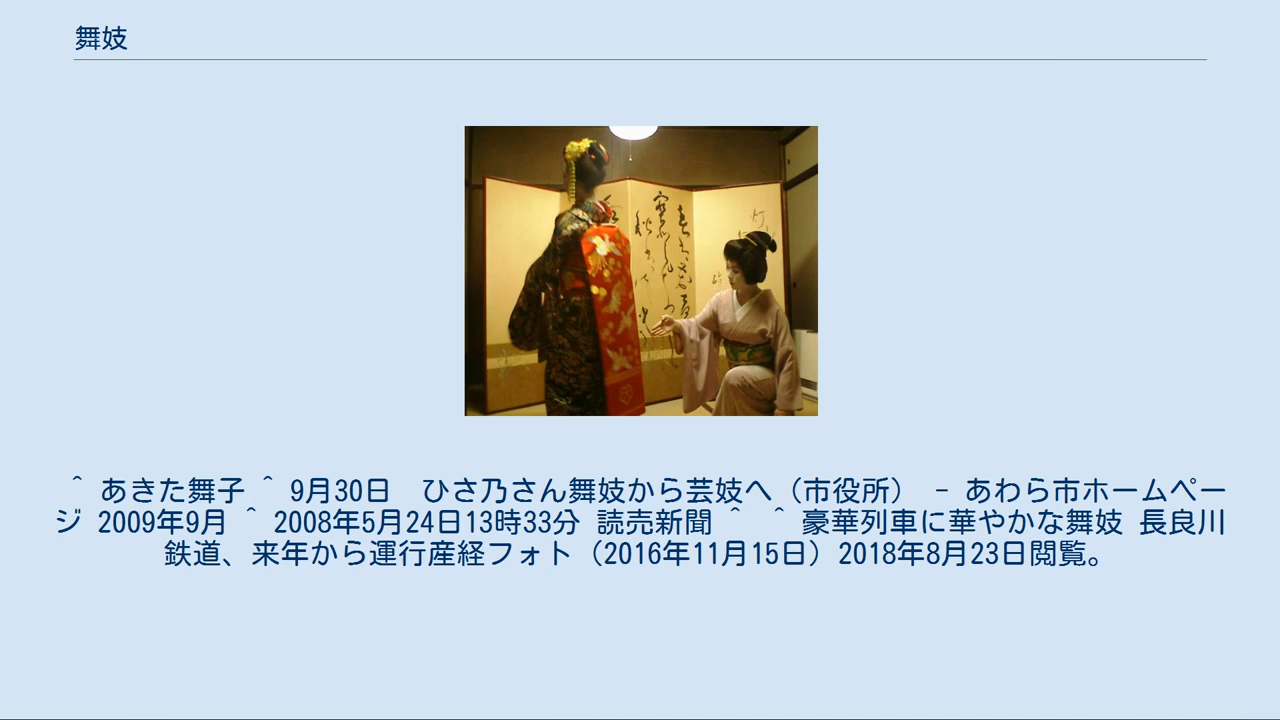 舞妓
＾ あきた舞子 ＾ 9月30日　ひさ乃さん舞妓から芸妓へ（市役所） - あわら市ホームペー
ジ 2009年9月 ＾ 2008年5月24日13時33分 読売新聞 ＾ ＾ 豪華列車に華やかな舞妓 長良川
鉄道、来年から運行産経フォト（2016年11月15日）2018年8月23日閲覧。